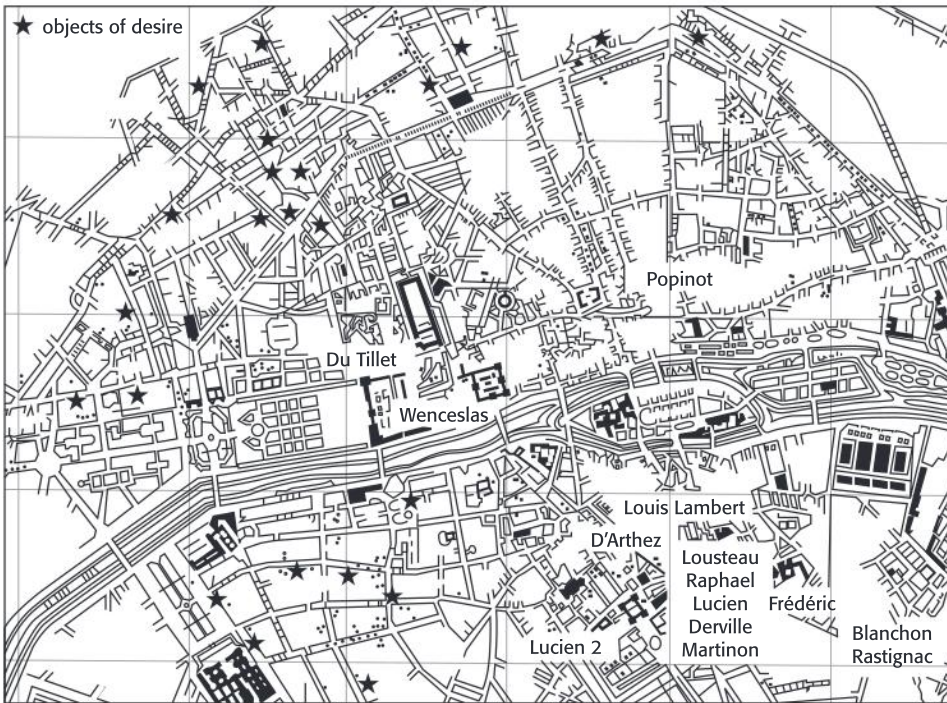 ★ objects of desire
Popinot
Du Tillet
Wenceslas
Louis Lambert
D'Arthez
Lousteau
Raphael
Lucien
Derville
Martinon
Frédéric
Lucien 2
Blanchon
Rastignac